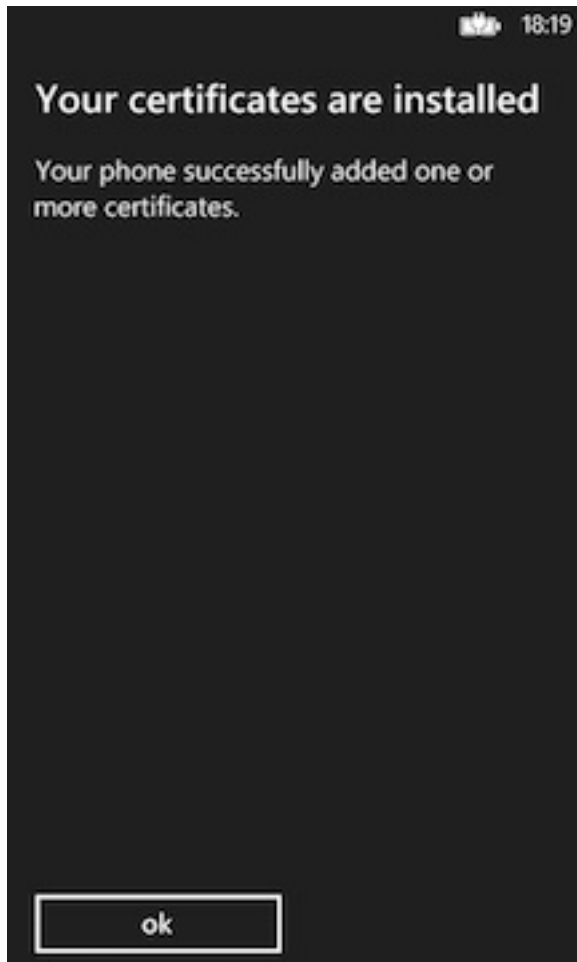 18:19
Your certificates are installed
Your phone successfully added one or
more certificates.
ok